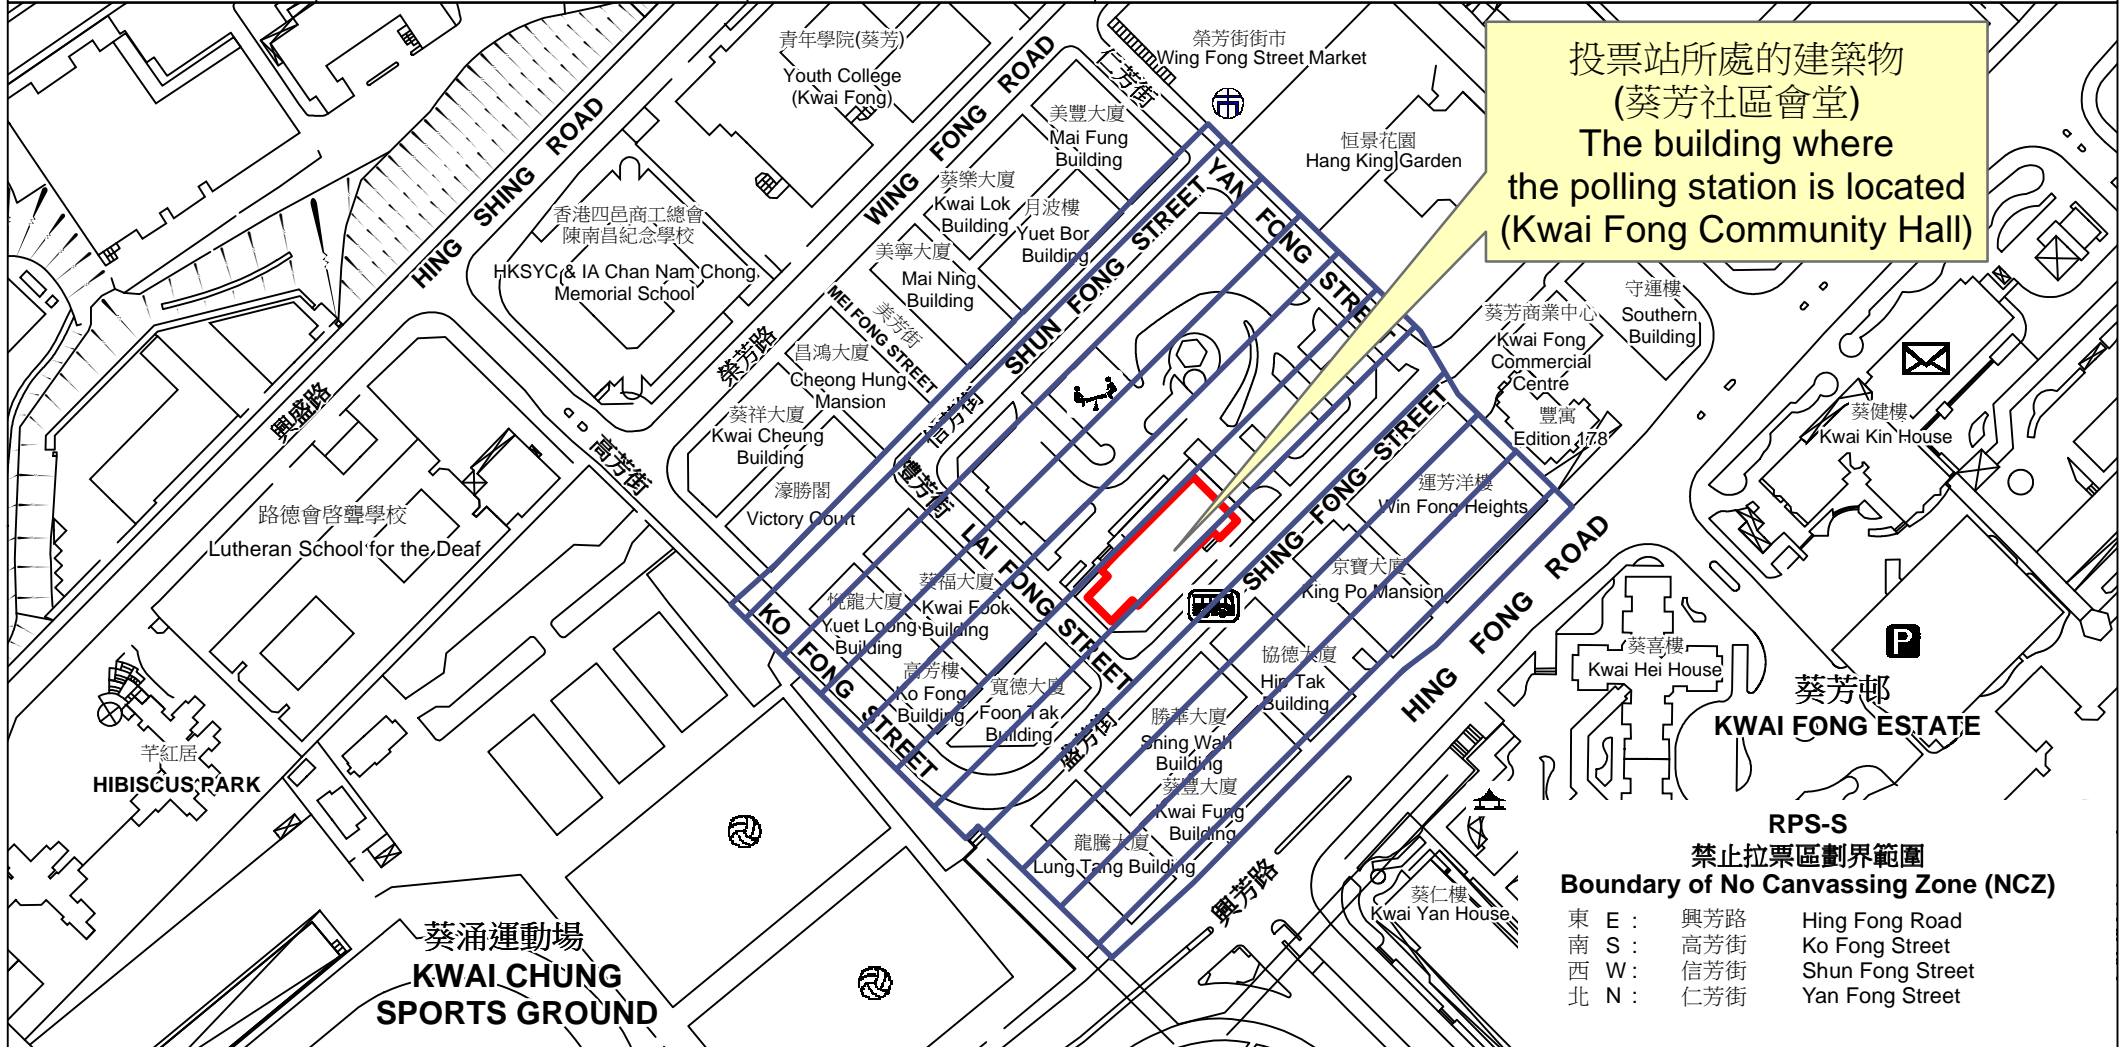 投票站所處的建築物
(葵芳社區會堂)
The building where
the polling station is located
(Kwai Fong Community Hall)
青年學院(葵芳)
Youth College
(Kwai Fong)
榮芳街街市
Wing Fong Street Market
仁芳街
HING SHING ROAD
WING FONG ROAD
美豐大廈
Mai Fung
Building
恒景花園
Hang King Garden
葵樂大廈
Kwai Lok
Building
月波樓
Yuet Bor
Building
YAN FONG STREET
香港四邑商工總會
陳南昌紀念學校
HKSYC & IA Chan Nam Chong
Memorial School
美寧大廈
Mai Ning
Building
SHUN FONG STREET
MEI FONG STREET
美芳街
守運樓
Southern
Building
葵芳商業中心
Kwai Fong
Commercial
Centre
榮芳路
昌鴻大廈
Cheong Hung
Mansion
興盛路
高芳街
葵祥大廈
Kwai Cheung
Building
信芳街
豐寓
Edition 178
葵健樓
Kwai Kin House
濠勝閣
Victory Court
禮芳街
LAI FONG STREET
SHING FONG STREET
運芳洋樓
Win Fong Heights
路德會啓聾學校
Lutheran School for the Deaf
京寶大廈
King Po Mansion
HING FONG ROAD
葵福大廈
Kwai Fook
Building
悅龍大廈
Yuet Loong
Building
KO FONG STREET
高芳樓
Ko Fong
Building
寬德大廈
Foon Tak
Building
盛芳街
協德大廈
Hip Tak
Building
勝華大廈
Shing Wah
Building
葵豐大廈
Kwai Fung
Building
龍騰大廈
Lung Tang Building
興芳路
葵喜樓
Kwai Hei House
P
葵芳邨
KWAI FONG ESTATE
芊紅居
HIBISCUS PARK
葵仁樓
Kwai Yan House
葵涌運動場
KWAI CHUNG
SPORTS GROUND
RPS-S
禁止拉票區劃界範圍
Boundary of No Canvassing Zone (NCZ)
東 E : 興芳路 Hing Fong Road
南 S : 高芳街 Ko Fong Street
西 W : 信芳街 Shun Fong Street
北 N : 仁芳街 Yan Fong Street